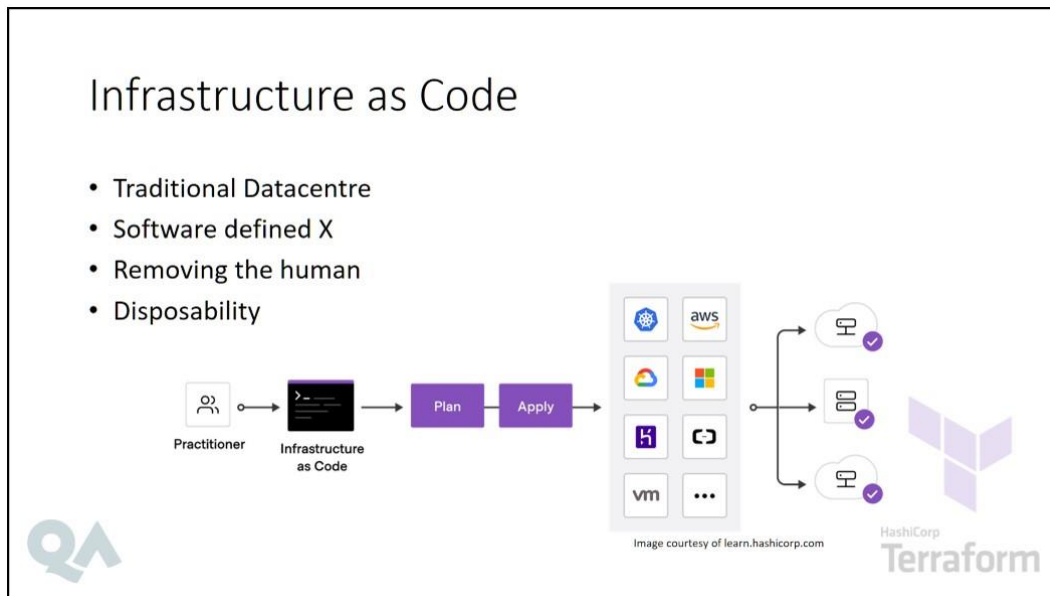 Infrastructure as Code
• Traditional Datacentre
• Software defined X
• Removing the human
• Disposability
Practitioner
>_
Infrastructure
as Code
Plan
Apply
aws
vm
Image courtesy of learn.hashicorp.com
QA
HashiCorp
Terraform